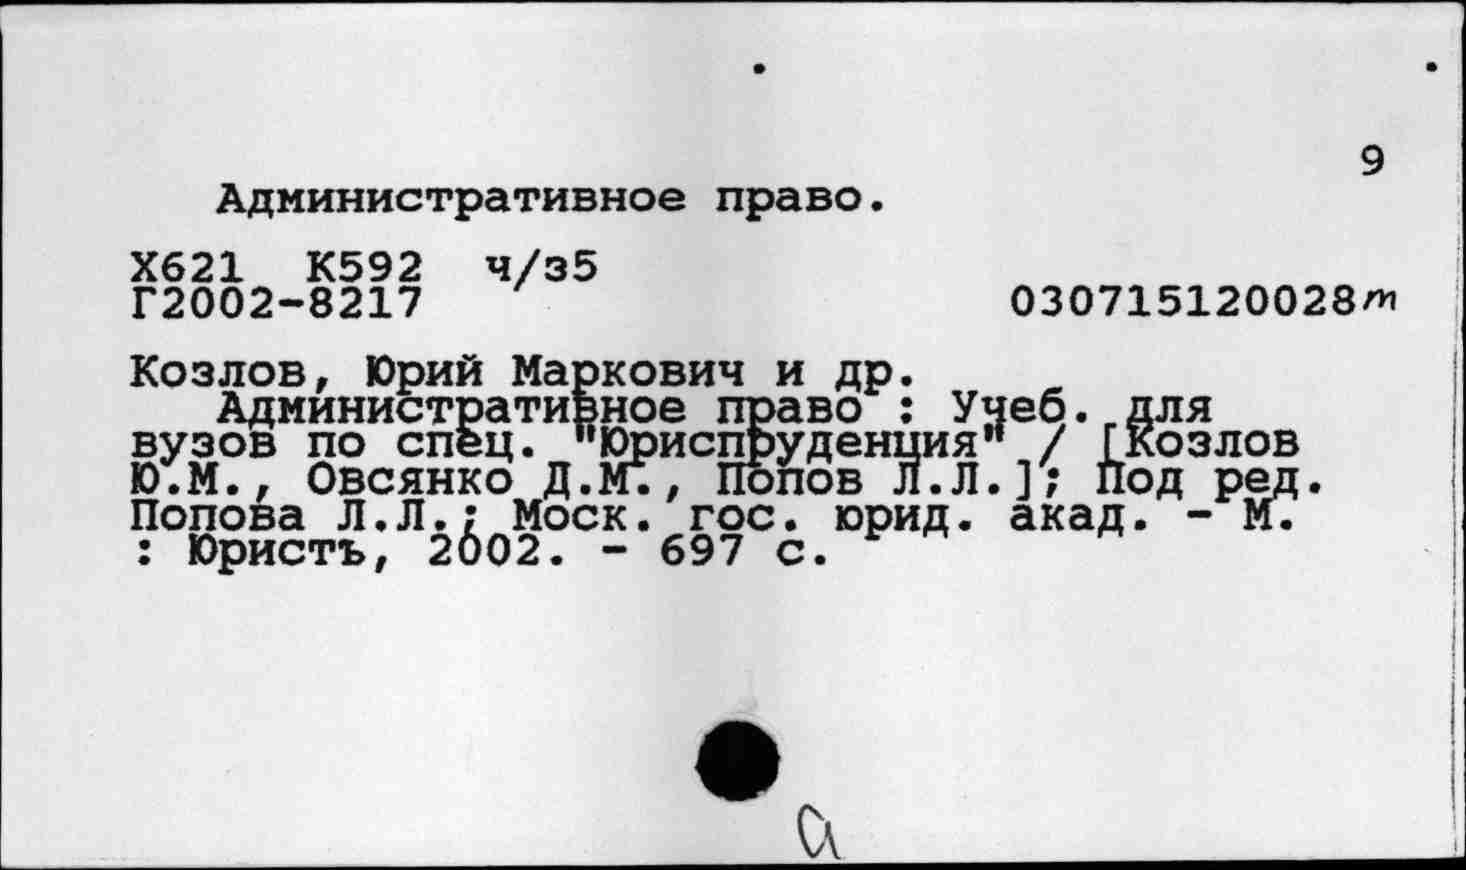 9
Административное право.
Х621 К592 ч/з5
Г2002-8217 030715120028m
Козлов, Юрий Маркович и др.
Административное право : Учеб. для
вузов по спец. "Юриспруденция" / [Козлов
Ю.М., Овсянко Д.М., Попов Л.Л.]; Под ред.
Попова Л.Л.; Моск. гос. юрид. акад. - М.
: Юристъ, 2002. - 697 с.
а